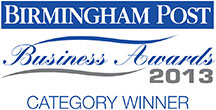 BIRMINGHAM POST
Business Awards
2013
CATEGORY WINNER